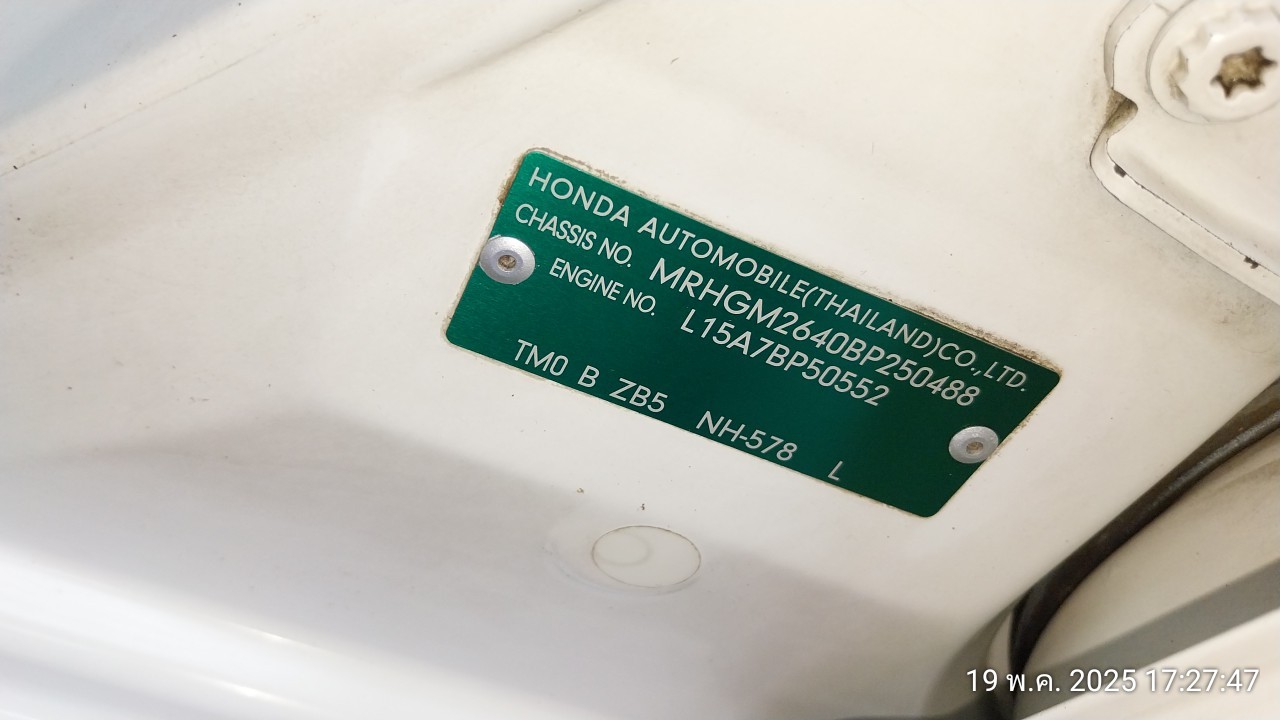 HONDA AUTOMOBILE(THAILAND)CO.,LTD.
CHASSIS NO. MRHGM2640BP250488
ENGINE NO. L15A7BP50552
TM0 B ZB5 NH-578 L
19 พ.ค. 2025 17:27:47